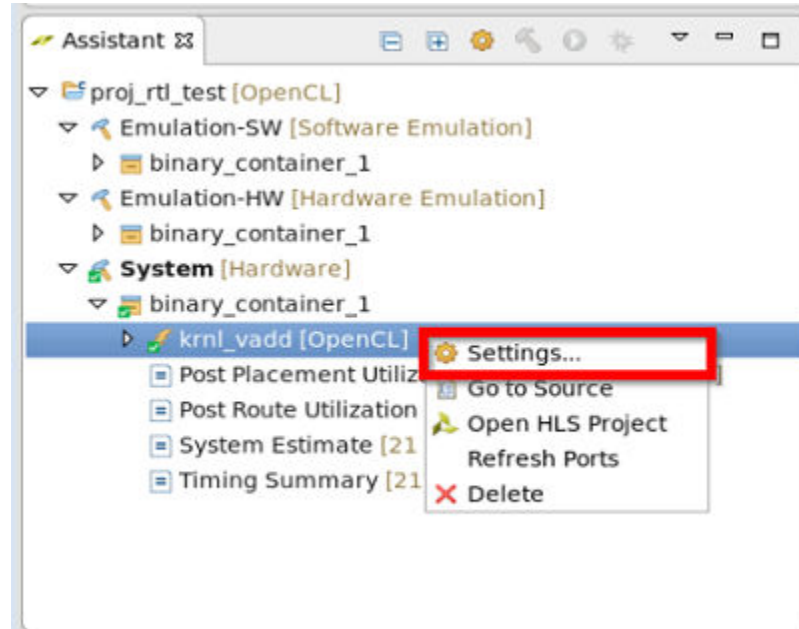 Assistant
proj_rtl_test [OpenCL]
Emulation-SW [Software Emulation]
binary_container_1
Emulation-HW [Hardware Emulation]
binary_container_1
System [Hardware]
binary_container_1
krnl_vadd [OpenCL]
Settings...
Post Placement
Go to Source
Post Route Utilization
Open HLS Project
System Estimate [21
Refresh Ports
Timing Summary [21
Delete